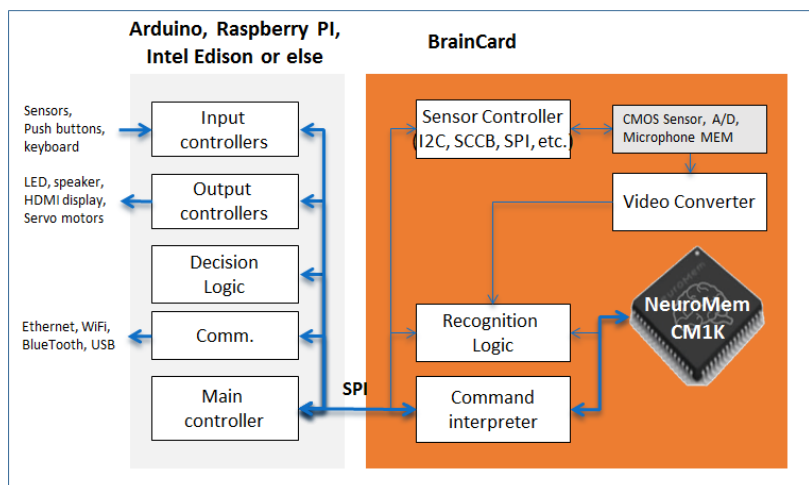 Arduino, Raspberry PI,
Intel Edison or else
BrainCard
Sensors,
Push buttons,
keyboard
Input
controllers
Sensor Controller
(I2C, SCCB, SPI, etc.)
CMOS Sensor, A/D,
Microphone MEM
LED, speaker,
HDMI display,
Servo motors
Output
controllers
Video Converter
Decision
Logic
NeuroMem
NeuroMem
CM1K
Ethernet, WiFi,
BlueTooth, USB
Comm.
Recognition
Logic
SPI
Main
controller
Command
interpreter